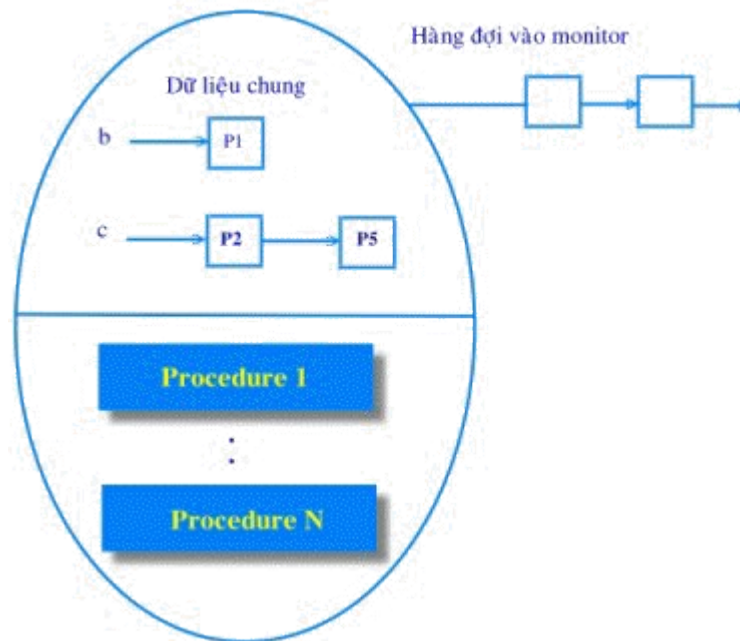 Hàng đợi vào monitor
Dữ liệu chung
b
P1
c
P2
P5
Procedure 1
Procedure N